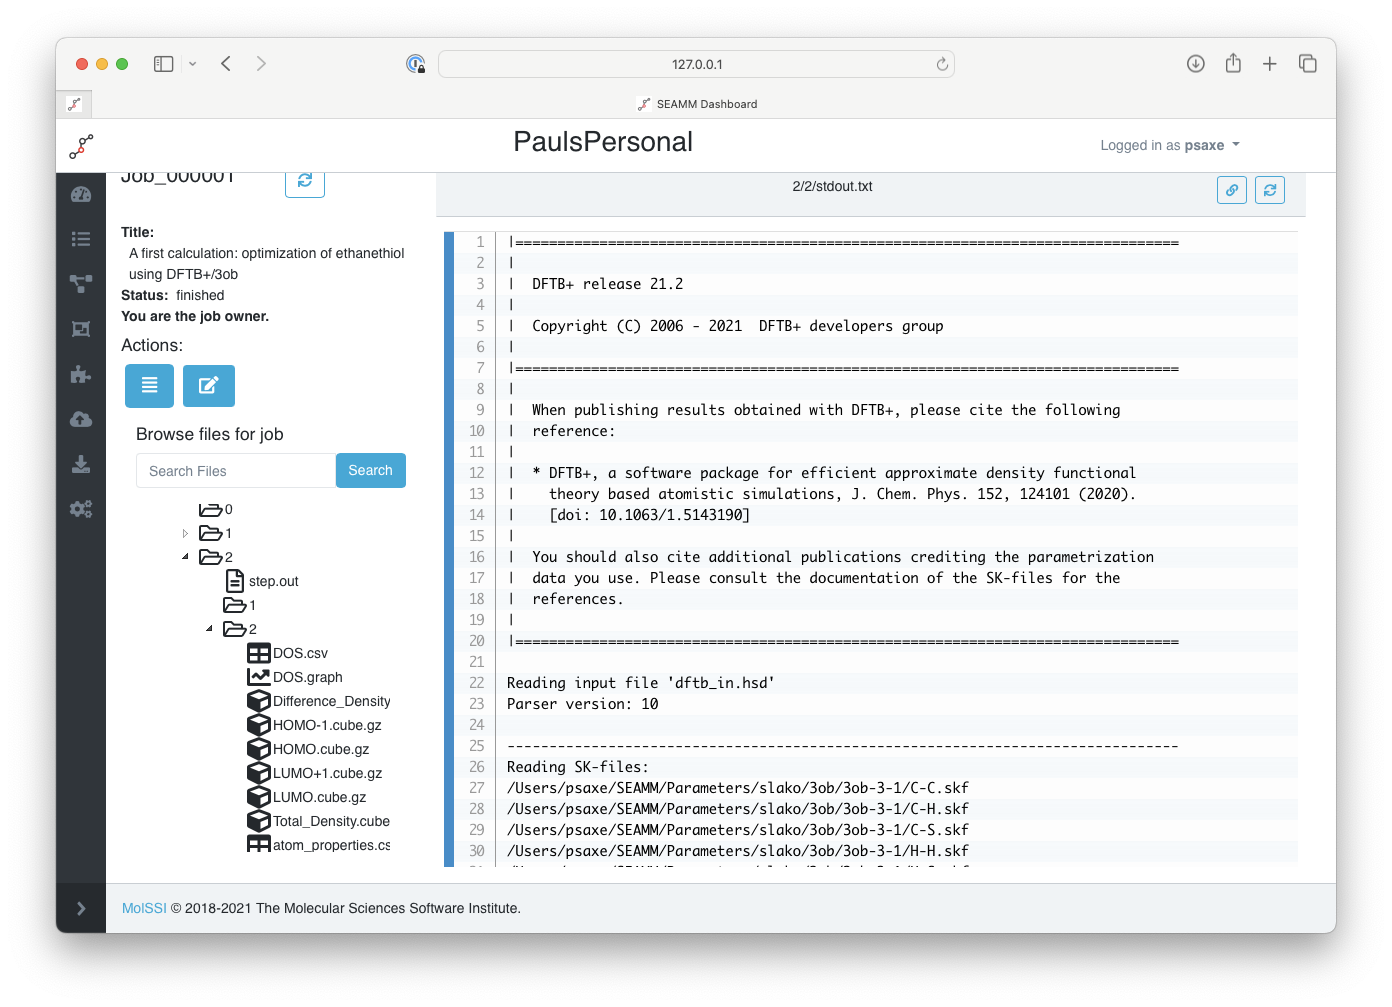 127.0.0.1
SEAMM Dashboard
PaulsPersonal
Logged in as psaxe
Job_000001
Title:
A first calculation: optimization of ethanethiol
using DFTB+/3ob
Status: finished
You are the job owner.
Actions:
Browse files for job
Search Files
Search
0
1
2
step.out
1
2
DOS.csv
DOS.graph
Difference_Density
HOMO-1.cube.gz
HOMO.cube.gz
LUMO+1.cube.gz
LUMO.cube.gz
Total_Density.cube
atom_properties.cs
2/2/stdout.txt
1 |===============================================================================
2 |
3 | DFTB+ release 21.2
4 |
5 | Copyright (C) 2006 - 2021 DFTB+ developers group
6 |
7 |===============================================================================
8 |
9 | When publishing results obtained with DFTB+, please cite the following
10 | reference:
11 |
12 | * DFTB+, a software package for efficient approximate density functional
13 | theory based atomistic simulations, J. Chem. Phys. 152, 124101 (2020).
14 | [doi: 10.1063/1.5143190]
15 |
16 | You should also cite additional publications crediting the parametrization
17 | data you use. Please consult the documentation of the SK-files for the
18 | references.
19 |
20 |===============================================================================
21
22 Reading input file 'dftb_in.hsd'
23 Parser version: 10
24
25 --------------------------------------------------------------------------------
26 Reading SK-files:
27 /Users/psaxe/SEAMM/Parameters/slako/3ob/3ob-3-1/C-C.skf
28 /Users/psaxe/SEAMM/Parameters/slako/3ob/3ob-3-1/C-H.skf
29 /Users/psaxe/SEAMM/Parameters/slako/3ob/3ob-3-1/C-S.skf
30 /Users/psaxe/SEAMM/Parameters/slako/3ob/3ob-3-1/H-H.skf
MolSSI © 2018-2021 The Molecular Sciences Software Institute.